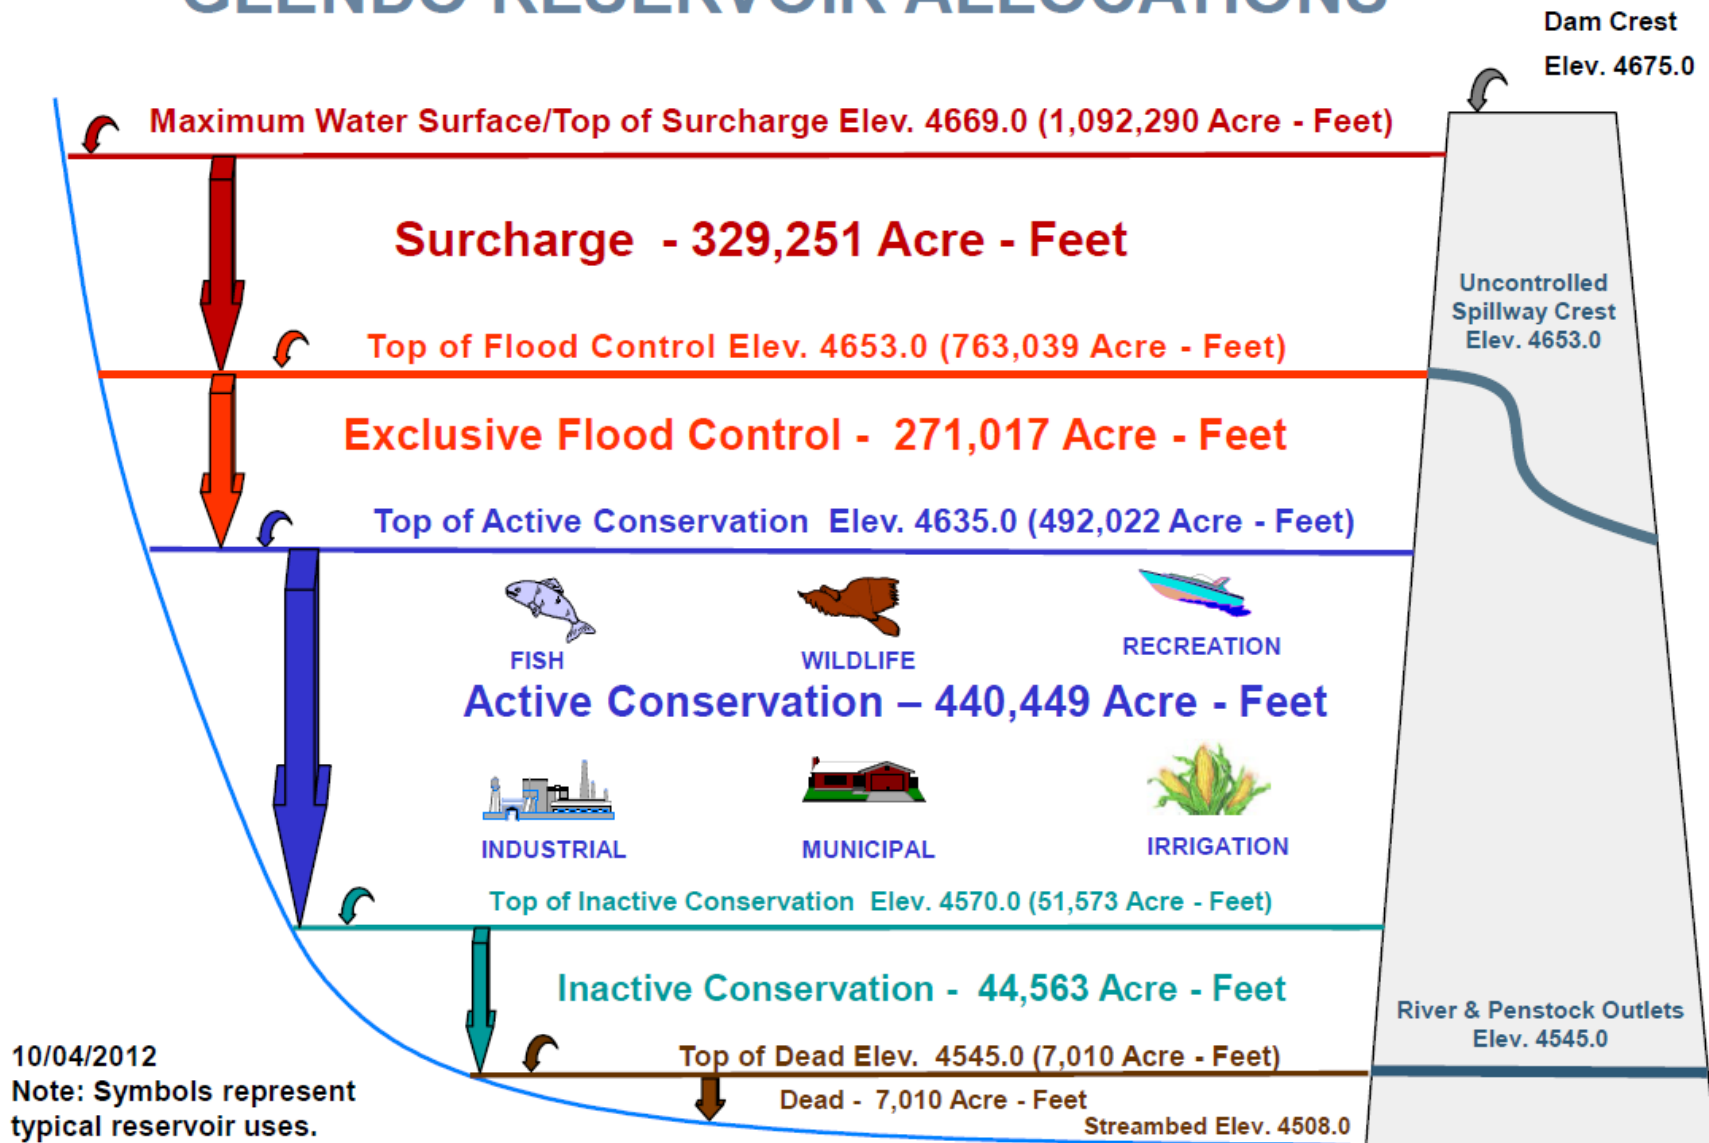 GLENDO RESERVOIR ALLOCATIONS
Dam Crest
Elev. 4675.0
Maximum Water Surface/Top of Surcharge Elev. 4669.0 (1,092,290 Acre - Feet)
Surcharge - 329,251 Acre - Feet
Uncontrolled
Spillway Crest
Elev. 4653.0
Top of Flood Control Elev. 4653.0 (763,039 Acre - Feet)
Exclusive Flood Control - 271,017 Acre - Feet
Top of Active Conservation Elev. 4635.0 (492,022 Acre - Feet)
FISH
WILDLIFE
RECREATION
Active Conservation – 440,449 Acre - Feet
INDUSTRIAL
MUNICIPAL
IRRIGATION
Top of Inactive Conservation Elev. 4570.0 (51,573 Acre - Feet)
Inactive Conservation - 44,563 Acre - Feet
River & Penstock Outlets
Elev. 4545.0
Top of Dead Elev. 4545.0 (7,010 Acre - Feet)
Dead - 7,010 Acre - Feet
Streambed Elev. 4508.0
10/04/2012
Note: Symbols represent
typical reservoir uses.